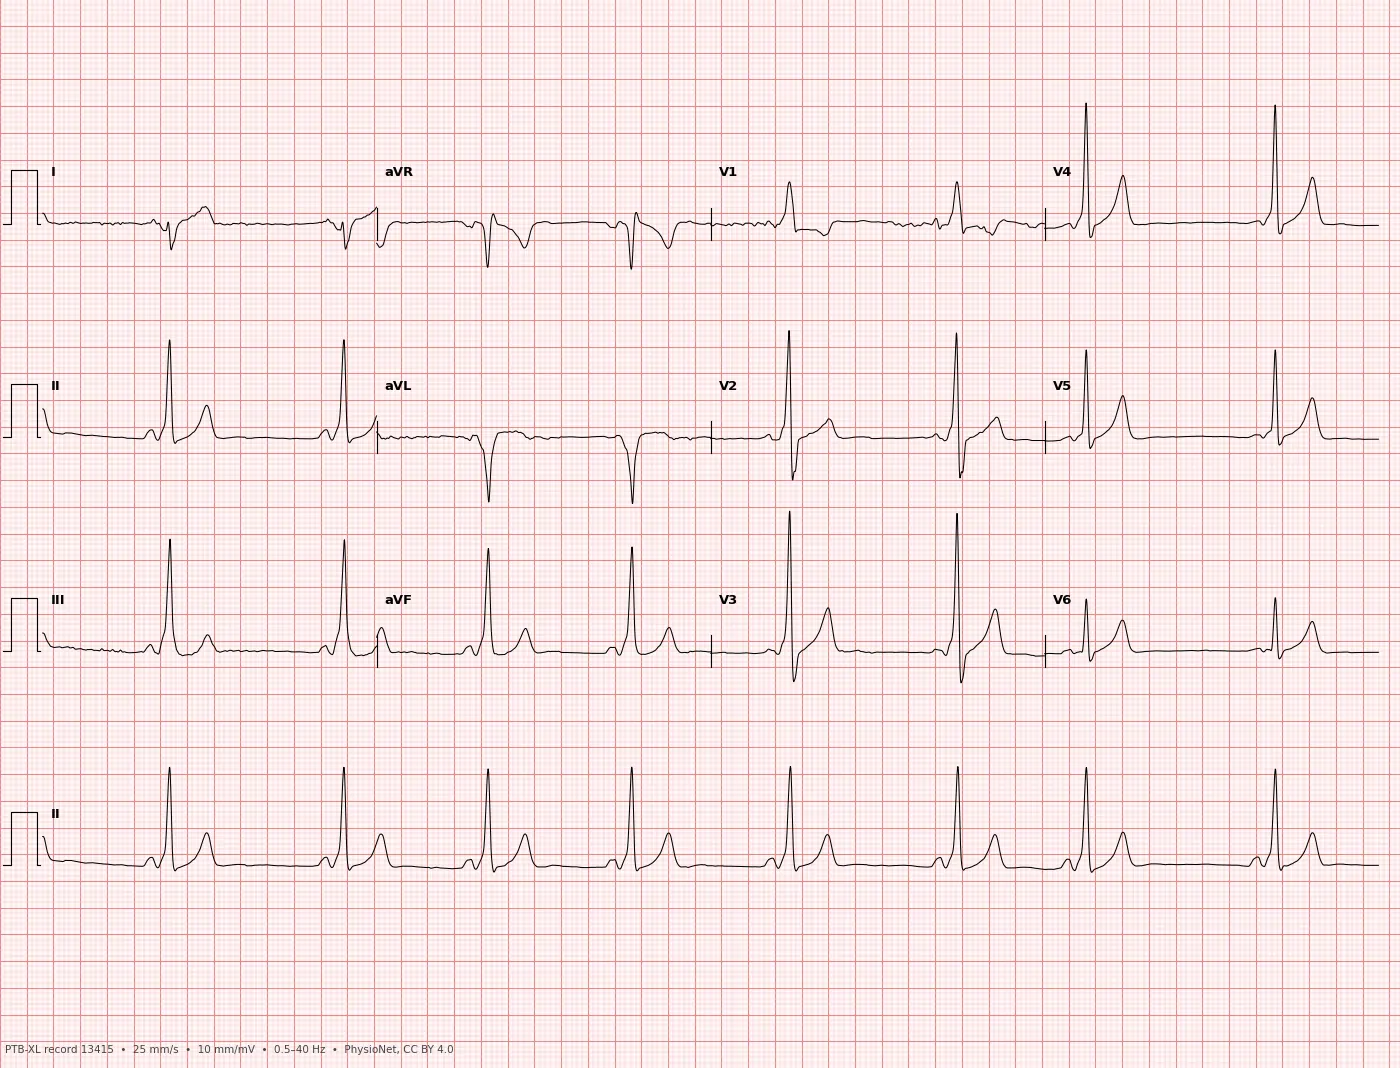 I aVR V1 V4
II aVL V2 V5
III aVF V3 V6
II
PTB-XL record 13415 • 25 mm/s • 10 mm/mV • 0.5–40 Hz • PhysioNet, CC BY 4.0